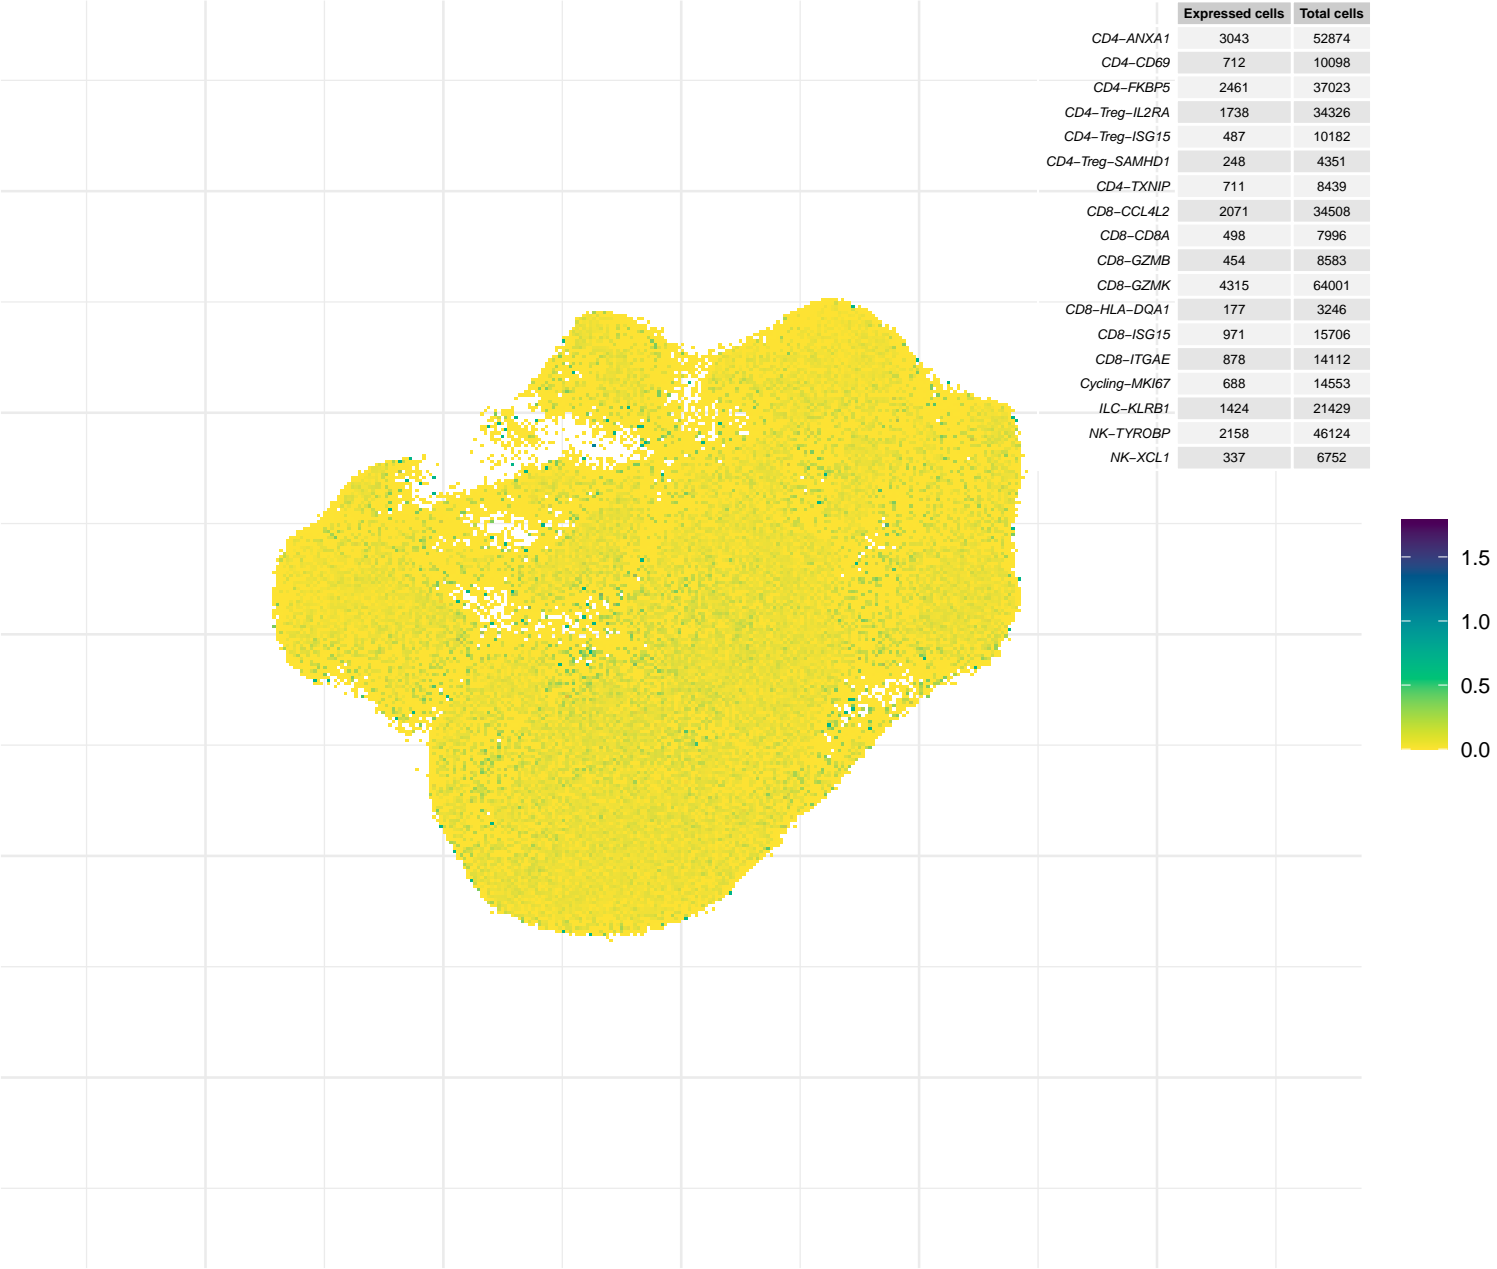 Expressed cells Total cells
CD4−ANXA1 3043 52874
CD4−CD69 712 10098
CD4−FKBP5 2461 37023
CD4−Treg−IL2RA 1738 34326
CD4−Treg−ISG15 487 10182
CD4−Treg−SAMHD1 248 4351
CD4−TXNIP 711 8439
CD8−CCL4L2 2071 34508
CD8−CD8A 498 7996
CD8−GZMB 454 8583
CD8−GZMK 4315 64001
CD8−HLA−DQA1 177 3246
CD8−ISG15 971 15706
CD8−ITGAE 878 14112
Cycling−MKI67 688 14553
ILC−KLRB1 1424 21429
NK−TYROBP 2158 46124
NK−XCL1 337 6752
1.5
1.0
0.5
0.0